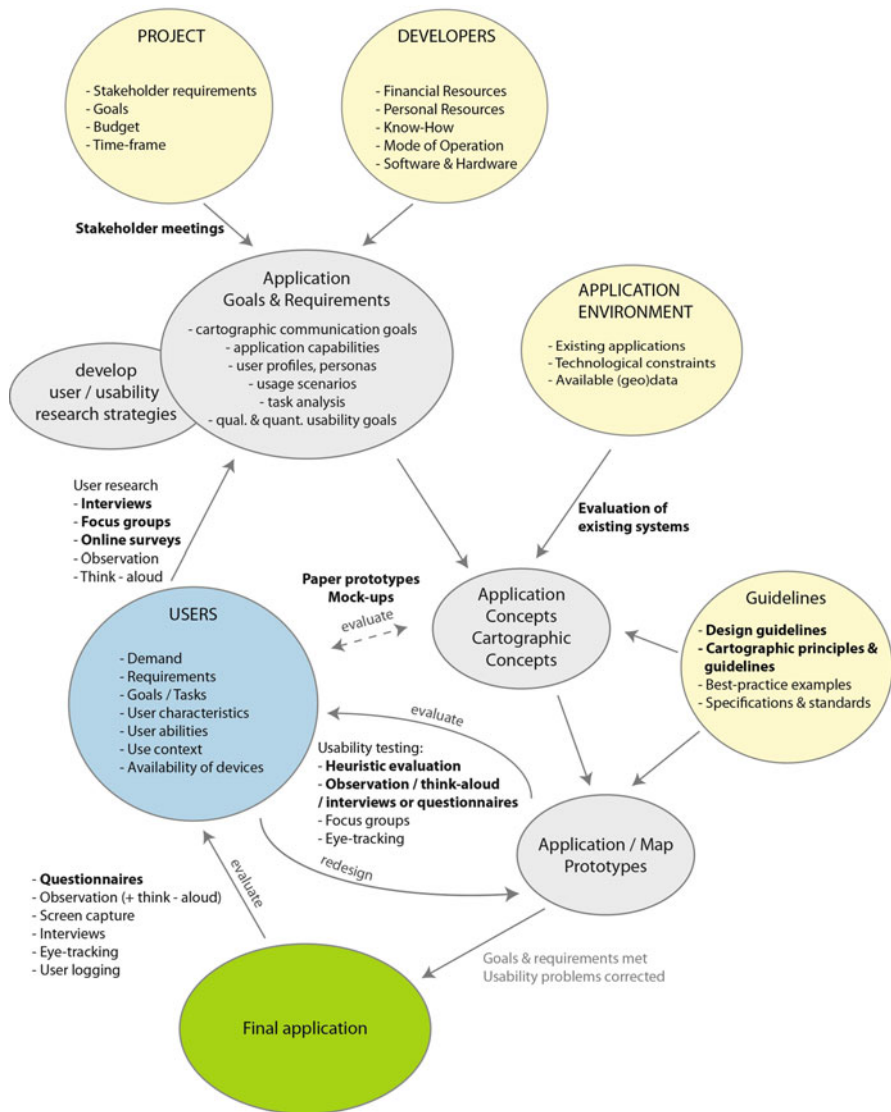 PROJECT
- Stakeholder requirements
- Goals
- Budget
- Time-frame
DEVELOPERS
- Financial Resources
- Personal Resources
- Know-How
- Mode of Operation
- Software & Hardware
Stakeholder meetings
Application
Goals & Requirements
- cartographic communication goals
- application capabilities
- user profiles, personas
- usage scenarios
- task analysis
- qual. & quant. usability goals
develop
user / usability
research strategies
APPLICATION
ENVIRONMENT
- Existing applications
- Technological constraints
- Available (geo)data
User research
- Interviews
- Focus groups
- Online surveys
- Observation
- Think - aloud
Evaluation of
existing systems
Paper prototypes
Mock-ups
evaluate
Application
Concepts
Cartographic
Concepts
Guidelines
- Design guidelines
- Cartographic principles &
guidelines
- Best-practice examples
- Specifications & standards
USERS
- Demand
- Requirements
- Goals / Tasks
- User characteristics
- User abilities
- Use context
- Availability of devices
evaluate
Usability testing:
- Heuristic evaluation
- Observation / think-aloud
/ interviews or questionnaires
- Focus groups
- Eye-tracking
redesign
Application / Map
Prototypes
evaluate
- Questionnaires
- Observation (+ think - aloud)
- Screen capture
- Interviews
- Eye-tracking
- User logging
Goals & requirements met
Usability problems corrected
Final application